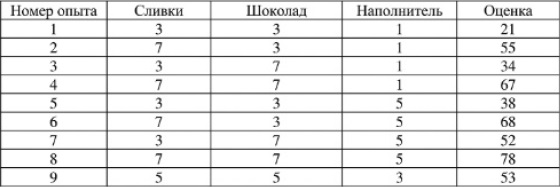 Номер опыта Сливки Шоколад Наполнитель Оценка
1 3 3 1 21
2 7 3 1 55
3 3 7 1 34
4 7 7 1 67
5 3 3 5 38
6 7 3 5 68
7 3 7 5 52
8 7 7 5 78
9 5 5 3 53